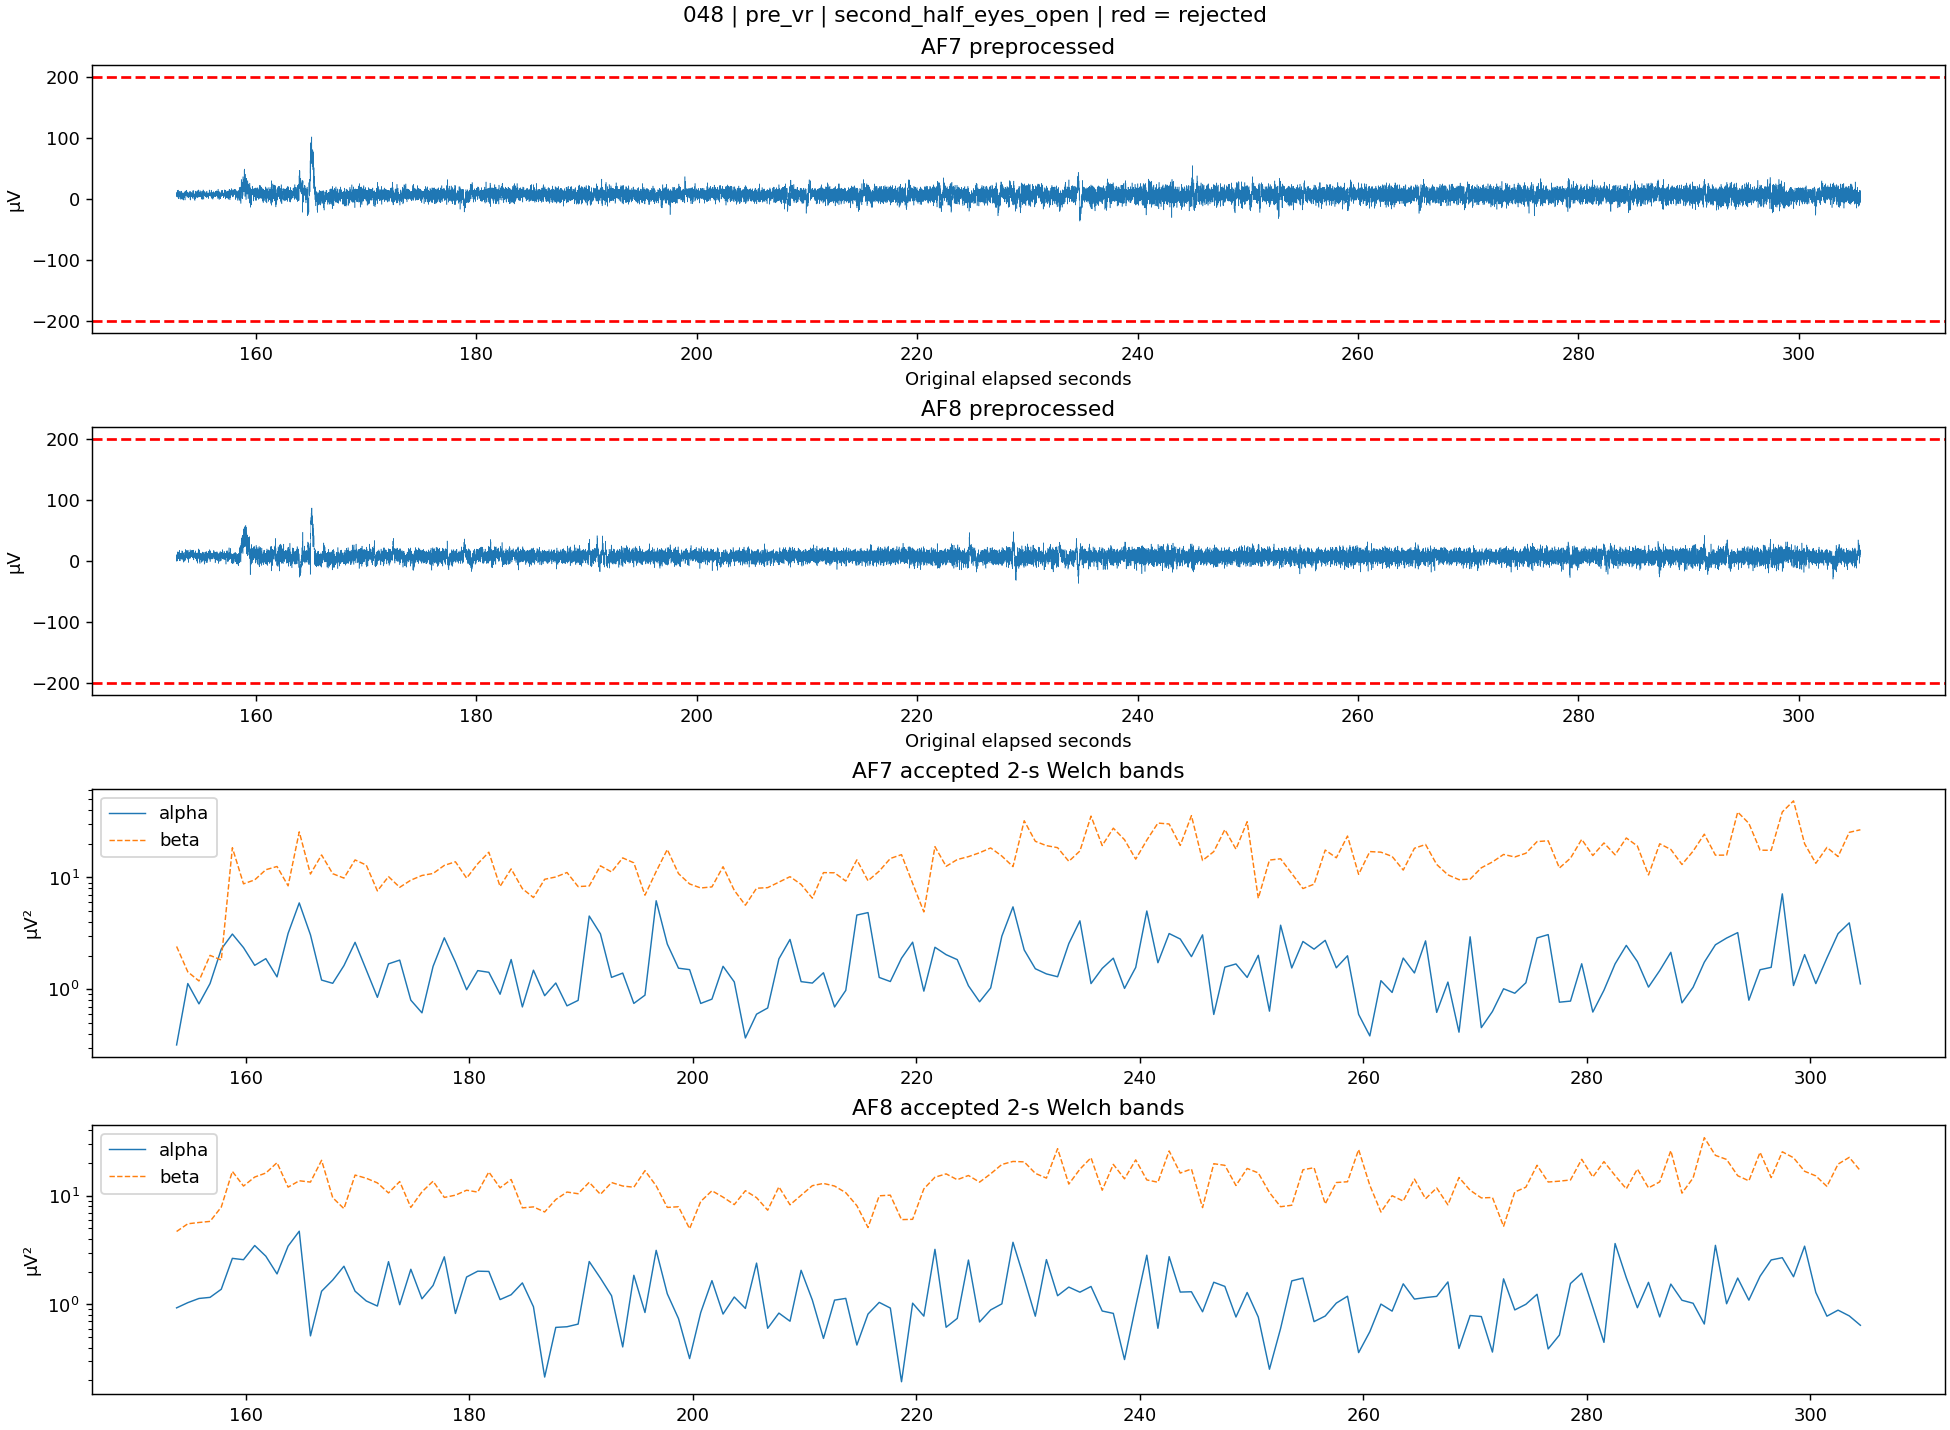 048 | pre_vr | second_half_eyes_open | red = rejected
AF7 preprocessed
µV
200
100
0
−100
−200
160 180 200 220 240 260 280 300
Original elapsed seconds
AF8 preprocessed
µV
200
100
0
−100
−200
160 180 200 220 240 260 280 300
Original elapsed seconds
AF7 accepted 2-s Welch bands
alpha
beta
µV²
10¹
10⁰
160 180 200 220 240 260 280 300
AF8 accepted 2-s Welch bands
alpha
beta
µV²
10¹
10⁰
160 180 200 220 240 260 280 300